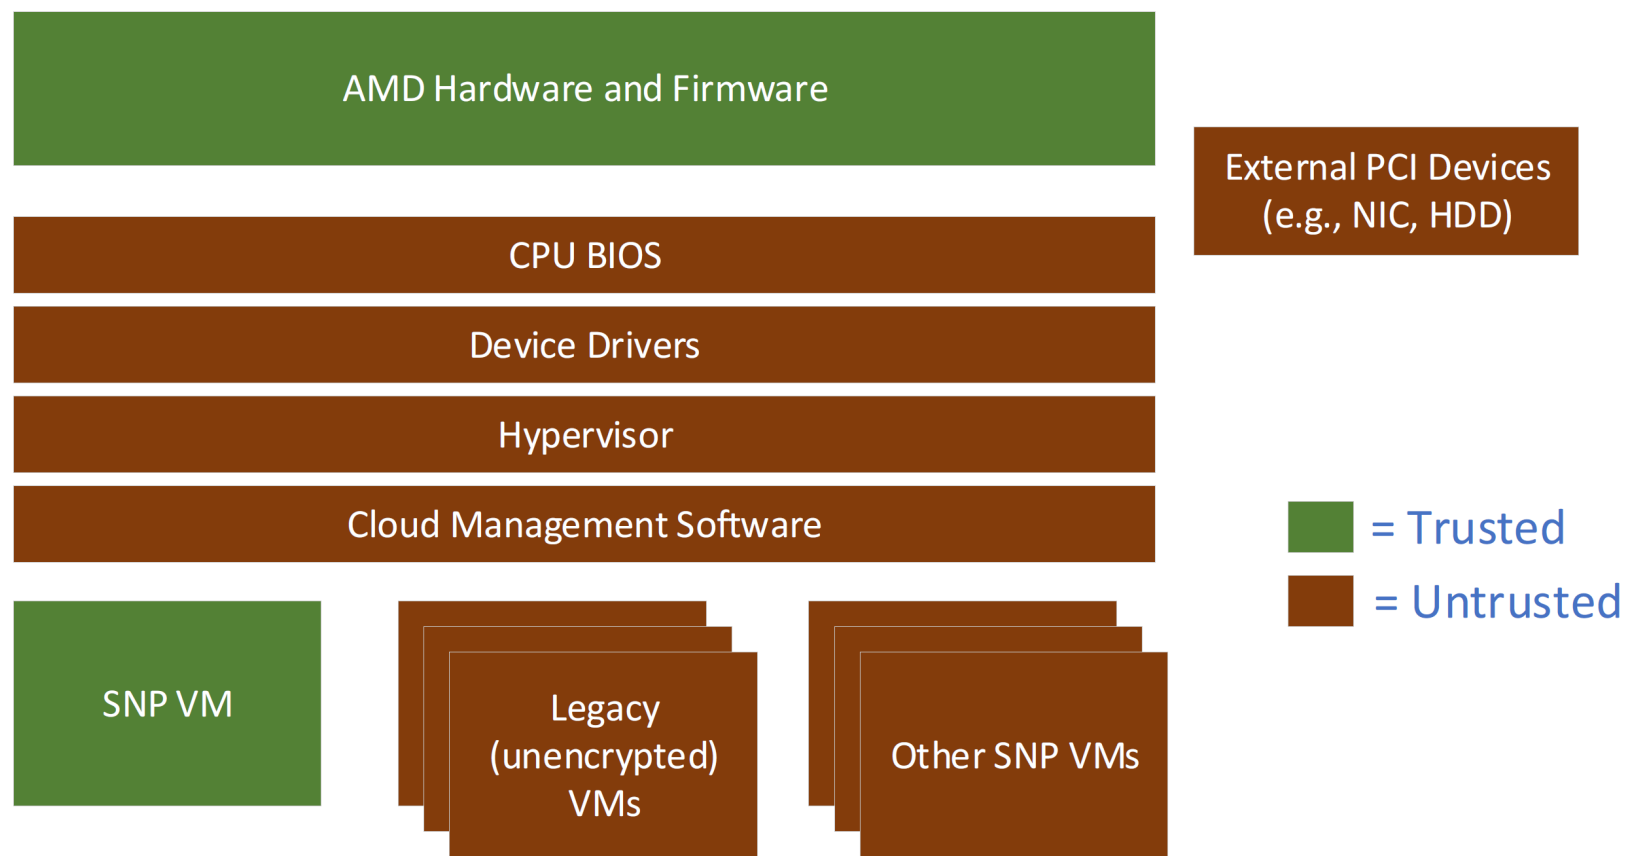 AMD Hardware and Firmware
External PCI Devices
(e.g., NIC, HDD)
CPU BIOS
Device Drivers
Hypervisor
Cloud Management Software
= Trusted
= Untrusted
SNP VM
Legacy
(unencrypted)
VMs
Other SNP VMs